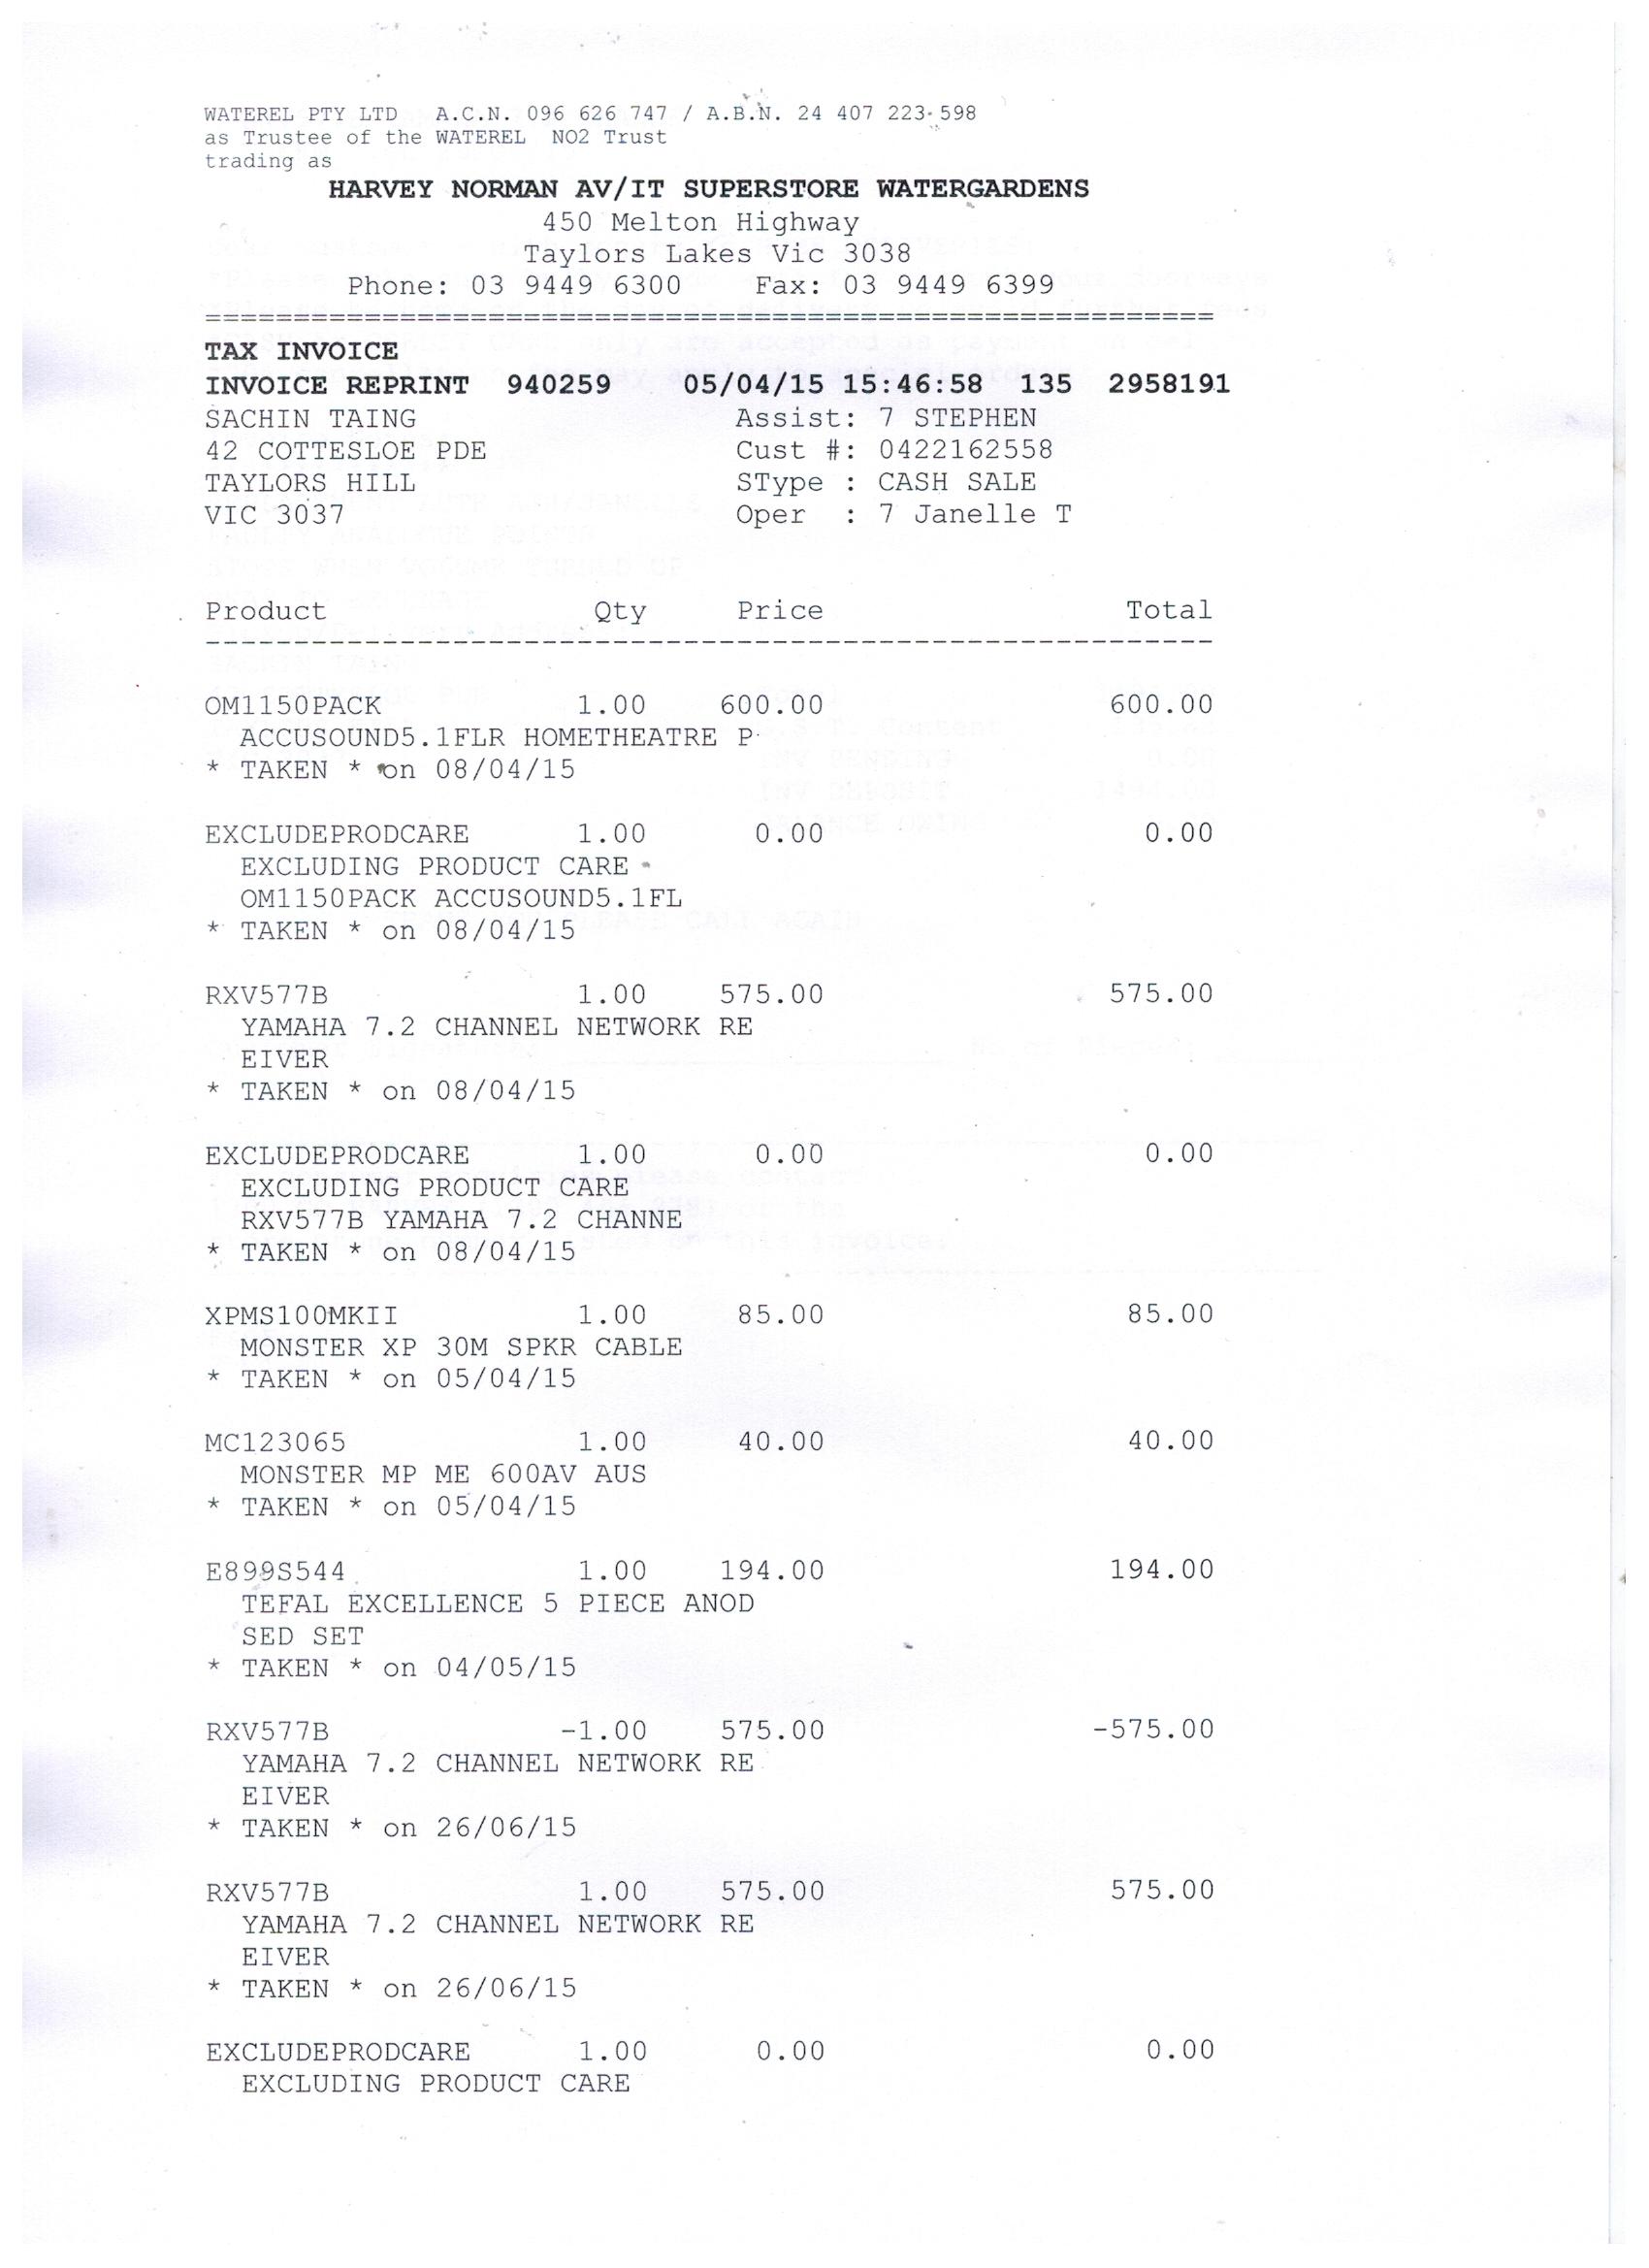 WATEREL PTY LTD   A.C.N. 096 626 747 / A.B.N. 24 407 223 598
as Trustee of the WATEREL  NO2 Trust
trading as
HARVEY NORMAN AV/IT SUPERSTORE WATERGARDENS
450 Melton Highway
Taylors Lakes Vic 3038
Phone: 03 9449 6300    Fax: 03 9449 6399
=========================================================
TAX INVOICE
INVOICE REPRINT  940259    05/04/15 15:46:58  135  2958191
SACHIN TAING                  Assist: 7 STEPHEN
42 COTTESLOE PDE              Cust #: 0422162558
TAYLORS HILL                  SType : CASH SALE
VIC 3037                      Oper  : 7 Janelle T
Product               Qty     Price                 Total
---------------------------------------------------------
OM1150PACK           1.00    600.00                600.00
ACCUSOUND5.1FLR HOMETHEATRE P
* TAKEN * on 08/04/15
EXCLUDEPRODCARE      1.00      0.00                  0.00
EXCLUDING PRODUCT CARE
OM1150PACK ACCUSOUND5.1FL
* TAKEN * on 08/04/15
RXV577B              1.00    575.00                575.00
YAMAHA 7.2 CHANNEL NETWORK RE
EIVER
* TAKEN * on 08/04/15
EXCLUDEPRODCARE      1.00      0.00                  0.00
EXCLUDING PRODUCT CARE
RXV577B YAMAHA 7.2 CHANNE
* TAKEN * on 08/04/15
XPMS100MKII          1.00     85.00                 85.00
MONSTER XP 30M SPKR CABLE
* TAKEN * on 05/04/15
MC123065             1.00     40.00                 40.00
MONSTER MP ME 600AV AUS
* TAKEN * on 05/04/15
E899S544             1.00    194.00                194.00
TEFAL EXCELLENCE 5 PIECE ANOD
SED SET
* TAKEN * on 04/05/15
RXV577B             -1.00    575.00               -575.00
YAMAHA 7.2 CHANNEL NETWORK RE
EIVER
* TAKEN * on 26/06/15
RXV577B              1.00    575.00                575.00
YAMAHA 7.2 CHANNEL NETWORK RE
EIVER
* TAKEN * on 26/06/15
EXCLUDEPRODCARE      1.00      0.00                  0.00
EXCLUDING PRODUCT CARE